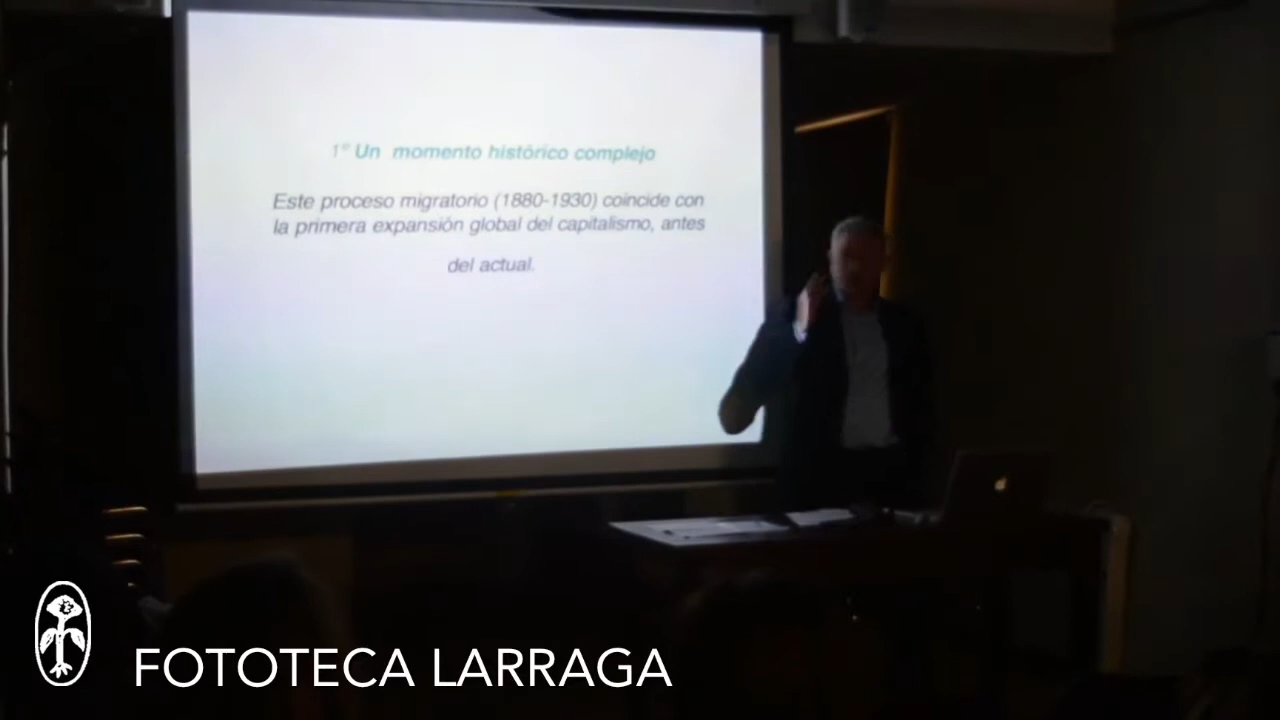 1º Un momento histórico complejo
Este proceso migratorio (1880-1930) coincide con
la primera expansión global del capitalismo, antes
del actual.
FOTOTECA LARRAGA